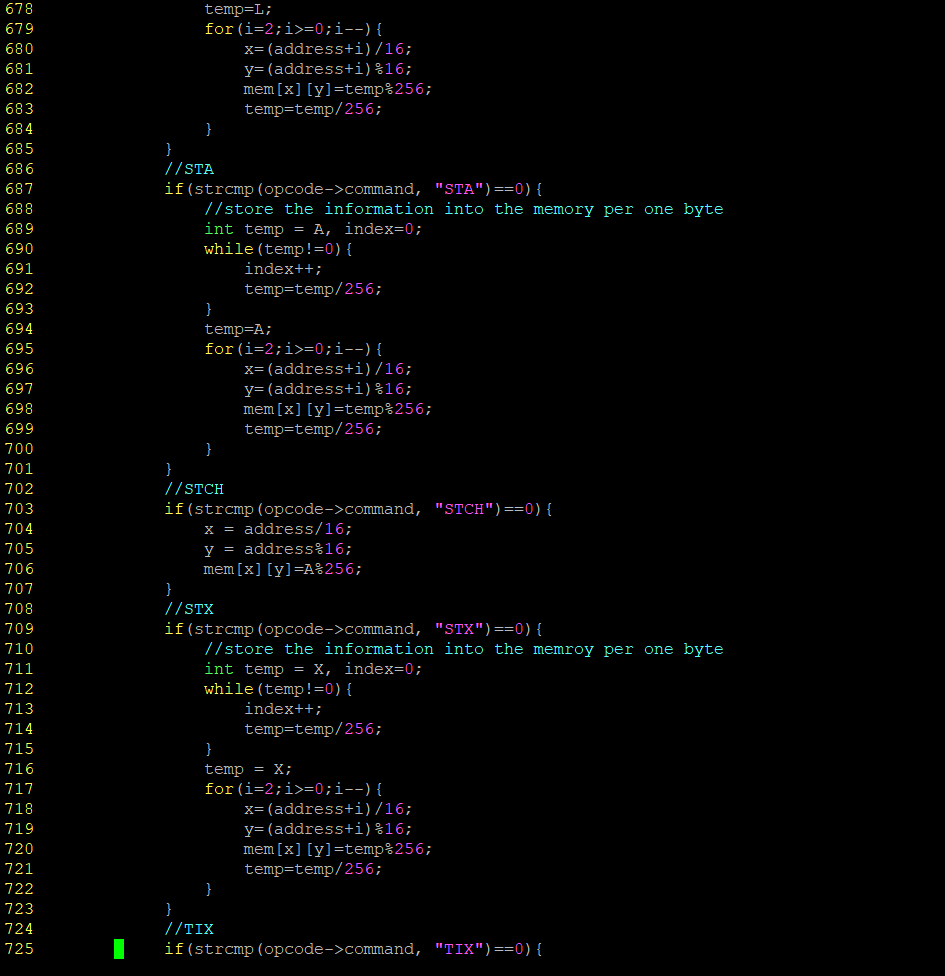 678                 temp=L;
679                 for(i=2;i>=0;i--){
680                     x=(address+i)/16;
681                     y=(address+i)%16;
682                     mem[x][y]=temp%256;
683                     temp=temp/256;
684                 }
685             }
686             //STA
687             if(strcmp(opcode->command, "STA")==0){
688                 //store the information into the memory per one byte
689                 int temp = A, index=0;
690                 while(temp!=0){
691                     index++;
692                     temp=temp/256;
693                 }
694                 temp=A;
695                 for(i=2;i>=0;i--){
696                     x=(address+i)/16;
697                     y=(address+i)%16;
698                     mem[x][y]=temp%256;
699                     temp=temp/256;
700                 }
701             }
702             //STCH
703             if(strcmp(opcode->command, "STCH")==0){
704                 x = address/16;
705                 y = address%16;
706                 mem[x][y]=A%256;
707             }
708             //STX
709             if(strcmp(opcode->command, "STX")==0){
710                 //store the information into the memroy per one byte
711                 int temp = X, index=0;
712                 while(temp!=0){
713                     index++;
714                     temp=temp/256;
715                 }
716                 temp = X;
717                 for(i=2;i>=0;i--){
718                     x=(address+i)/16;
719                     y=(address+i)%16;
720                     mem[x][y]=temp%256;
721                     temp=temp/256;
722                 }
723             }
724             //TIX
725             if(strcmp(opcode->command, "TIX")==0){